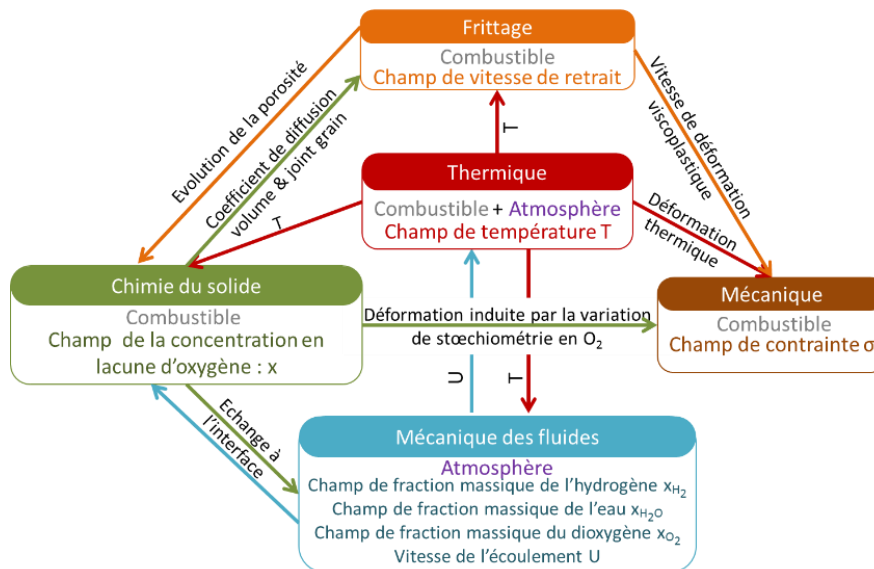 Frittage
Combustible
Champ de vitesse de retrait
Evolution de la porosité
Coefficient de diffusion
volume & joint grain
T
Vitesse de déformation
viscoplastique
Thermique
Combustible + Atmosphère
Champ de température T
T
Déformation
thermique
Chimie du solide
Combustible
Champ de la concentration en
lacune d'oxygène : x
Déformation induite par la variation
de stœchiométrie en O₂
Mécanique
Combustible
Champ de contrainte σ
U
T
Echange à
l'interface
Mécanique des fluides
Atmosphère
Champ de fraction massique de l'hydrogène x_H₂
Champ de fraction massique de l'eau x_H₂O
Champ de fraction massique du dioxygène x_O₂
Vitesse de l'écoulement U